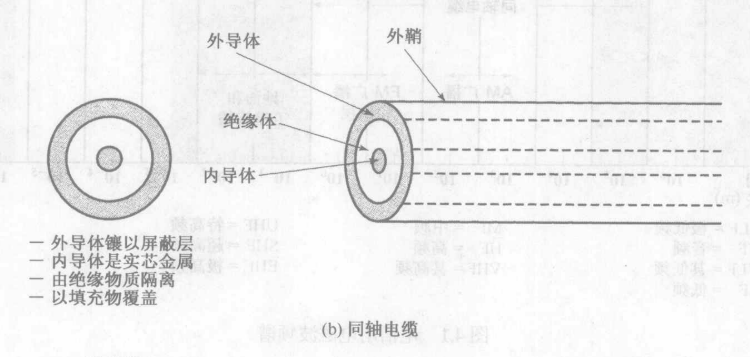 外导体
外鞘
绝缘体
内导体
— 外导体镶以屏蔽层
— 内导体是实芯金属
— 由绝缘物质隔离
— 以填充物覆盖
(b) 同轴电缆